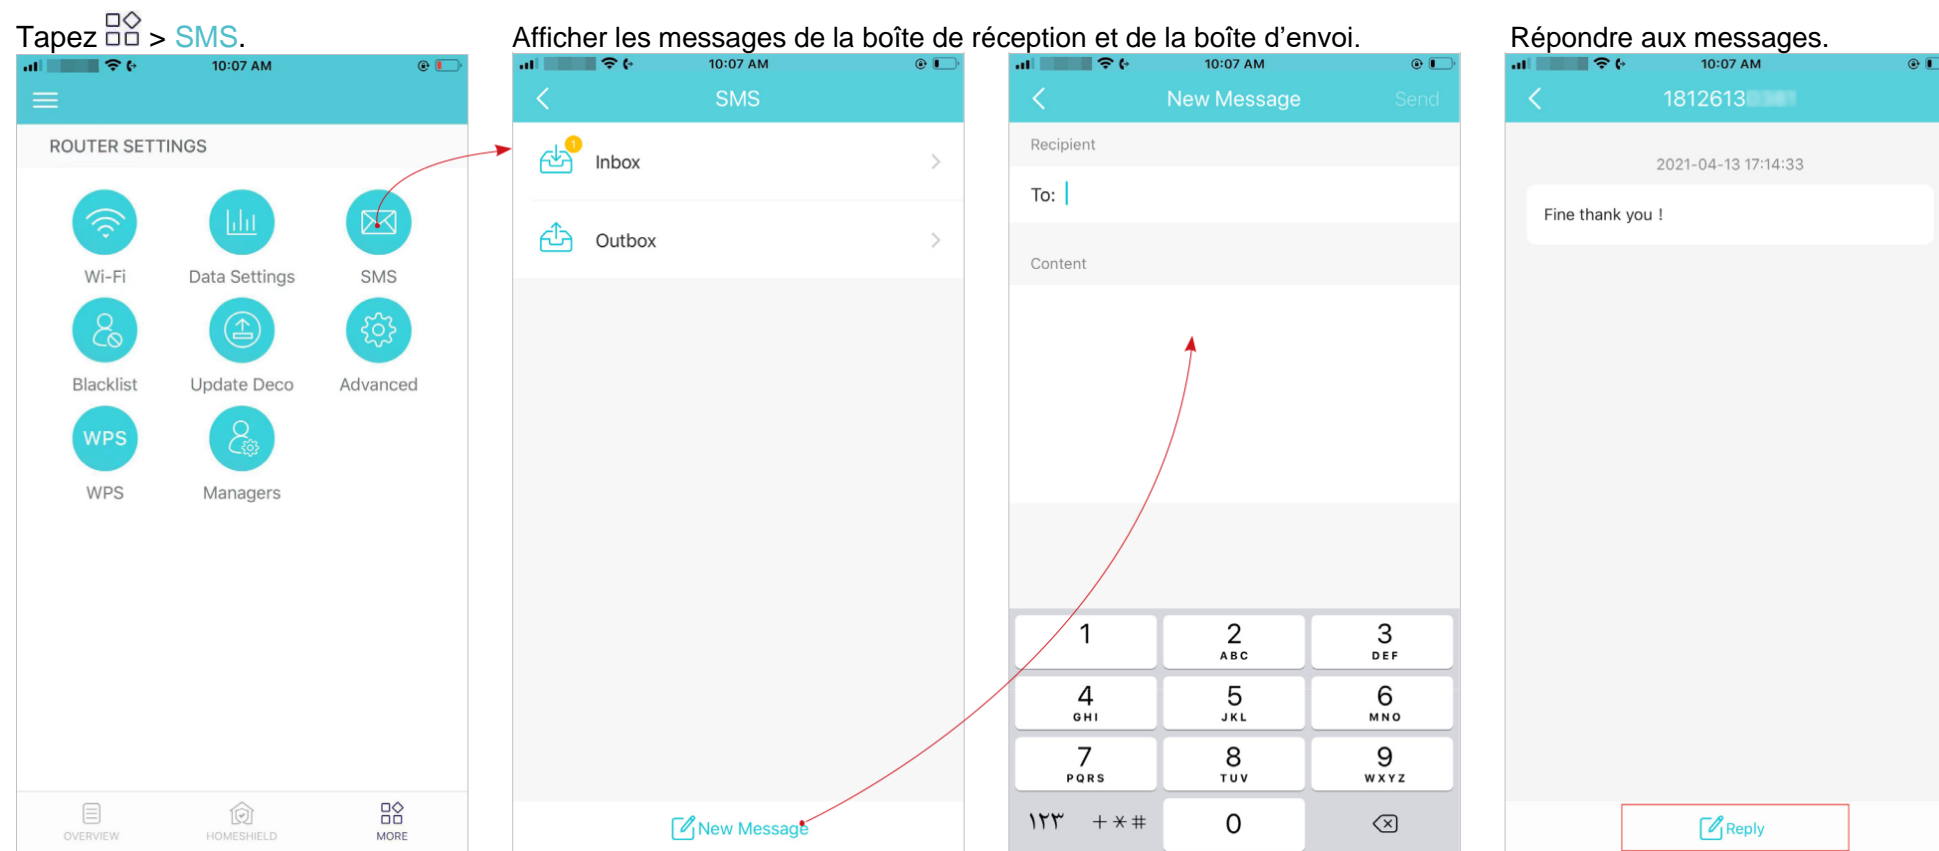 Tapez > SMS.
Afficher les messages de la boîte de réception et de la boîte d'envoi.
Répondre aux messages.
10:07 AM
ROUTER SETTINGS
Wi-Fi
Data Settings
SMS
Blacklist
Update Deco
Advanced
WPS
WPS
Managers
OVERVIEW
HOMESHIELD
MORE
10:07 AM
SMS
1
Inbox
Outbox
New Message
10:07 AM
New Message
Send
Recipient
To:
Content
1
2
ABC
3
DEF
4
GHI
5
JKL
6
MNO
7
PQRS
8
TUV
9
WXYZ
١٢٣
+*#
0
10:07 AM
1812613
2021-04-13 17:14:33
Fine thank you !
Reply